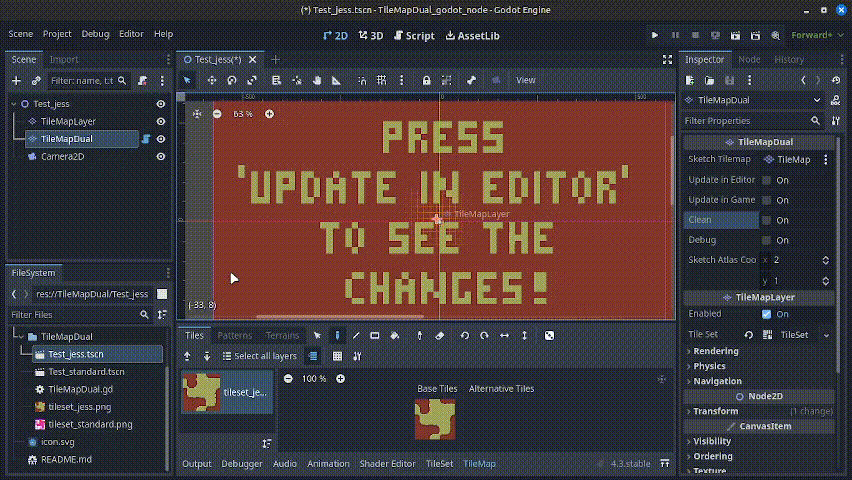 (*) Test_jess.tscn - TileMapDual_godot_node - Godot Engine
Scene Project Debug Editor Help
2D 3D Script AssetLib
Forward+
Scene Import
Filter: name, t:t
Test_jess
TileMapLayer
TileMapDual
Camera2D
FileSystem
res://TileMapDual/Test_jess
Filter Files
TileMapDual
Test_jess.tscn
Test_standard.tscn
TileMapDual.gd
tileset_jess.png
tileset_standard.png
icon.svg
README.md
Test_jess(*)
View
-500 0 500
63 %
PRESS
'UPDATE IN EDITOR'
TO SEE THE
CHANGES!
TileMapLayer
(-33, 8)
Tiles Patterns Terrains
Select all layers
tileset_je...
100 %
Base Tiles Alternative Tiles
Output Debugger Audio Animation Shader Editor TileSet TileMap 4.3.stable
Inspector Node History
TileMapDual
Filter Properties
TileMapDual
Sketch Tilemap TileMap
Update in Editor On
Update in Game On
Clean On
Debug On
Sketch Atlas Coo x 2
y 1
TileMapLayer
Enabled On
Tile Set TileSet
Rendering
Physics
Navigation
Node2D
Transform (1 change)
CanvasItem
Visibility
Ordering
Texture